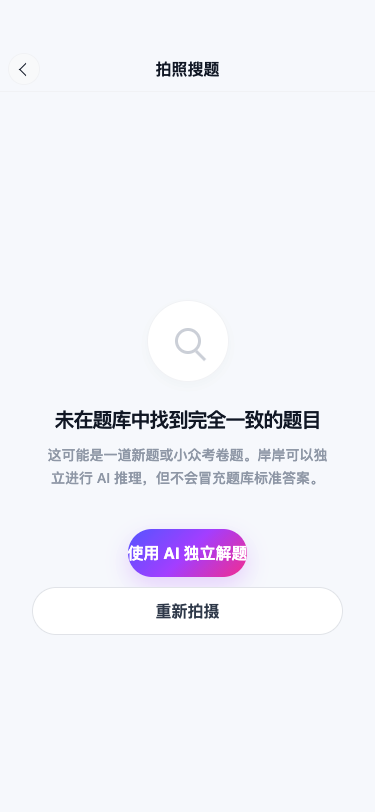 拍照搜题
未在题库中找到完全一致的题目
这可能是一道新题或小众考卷题。岸岸可以独
立进行 AI 推理，但不会冒充题库标准答案。
使用 AI 独立解题
重新拍摄